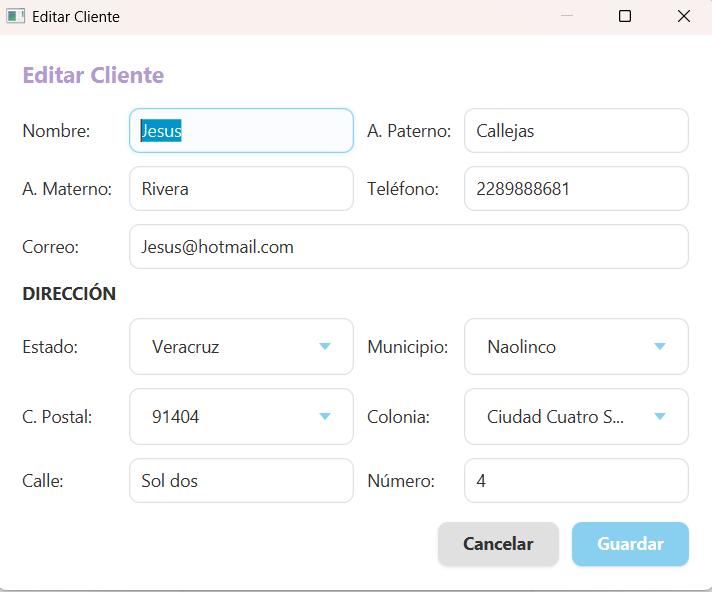 Editar Cliente
Editar Cliente
Nombre: Jesus A. Paterno: Callejas
A. Materno: Rivera Teléfono: 2289888681
Correo: Jesus@hotmail.com
DIRECCIÓN
Estado: Veracruz Municipio: Naolinco
C. Postal: 91404 Colonia: Ciudad Cuatro S...
Calle: Sol dos Número: 4
Cancelar Guardar